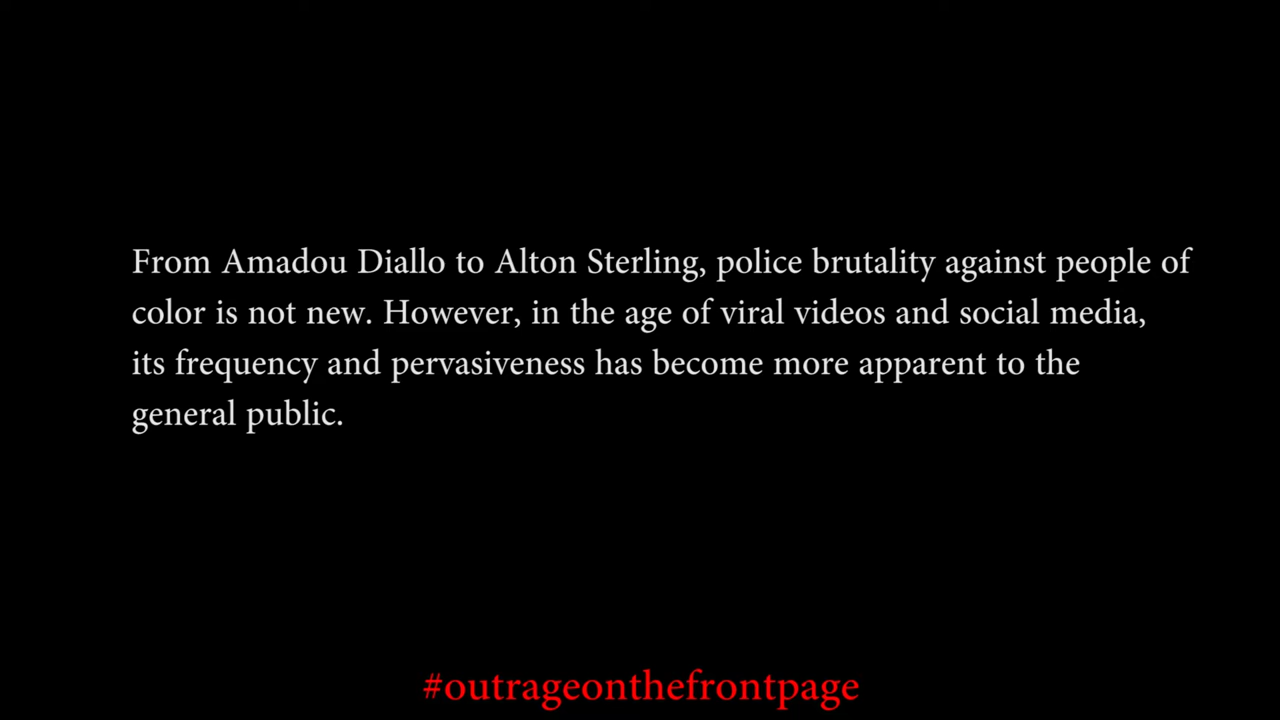 From Amadou Diallo to Alton Sterling, police brutality against people of
color is not new. However, in the age of viral videos and social media,
its frequency and pervasiveness has become more apparent to the
general public.
#outrageonthefrontpage